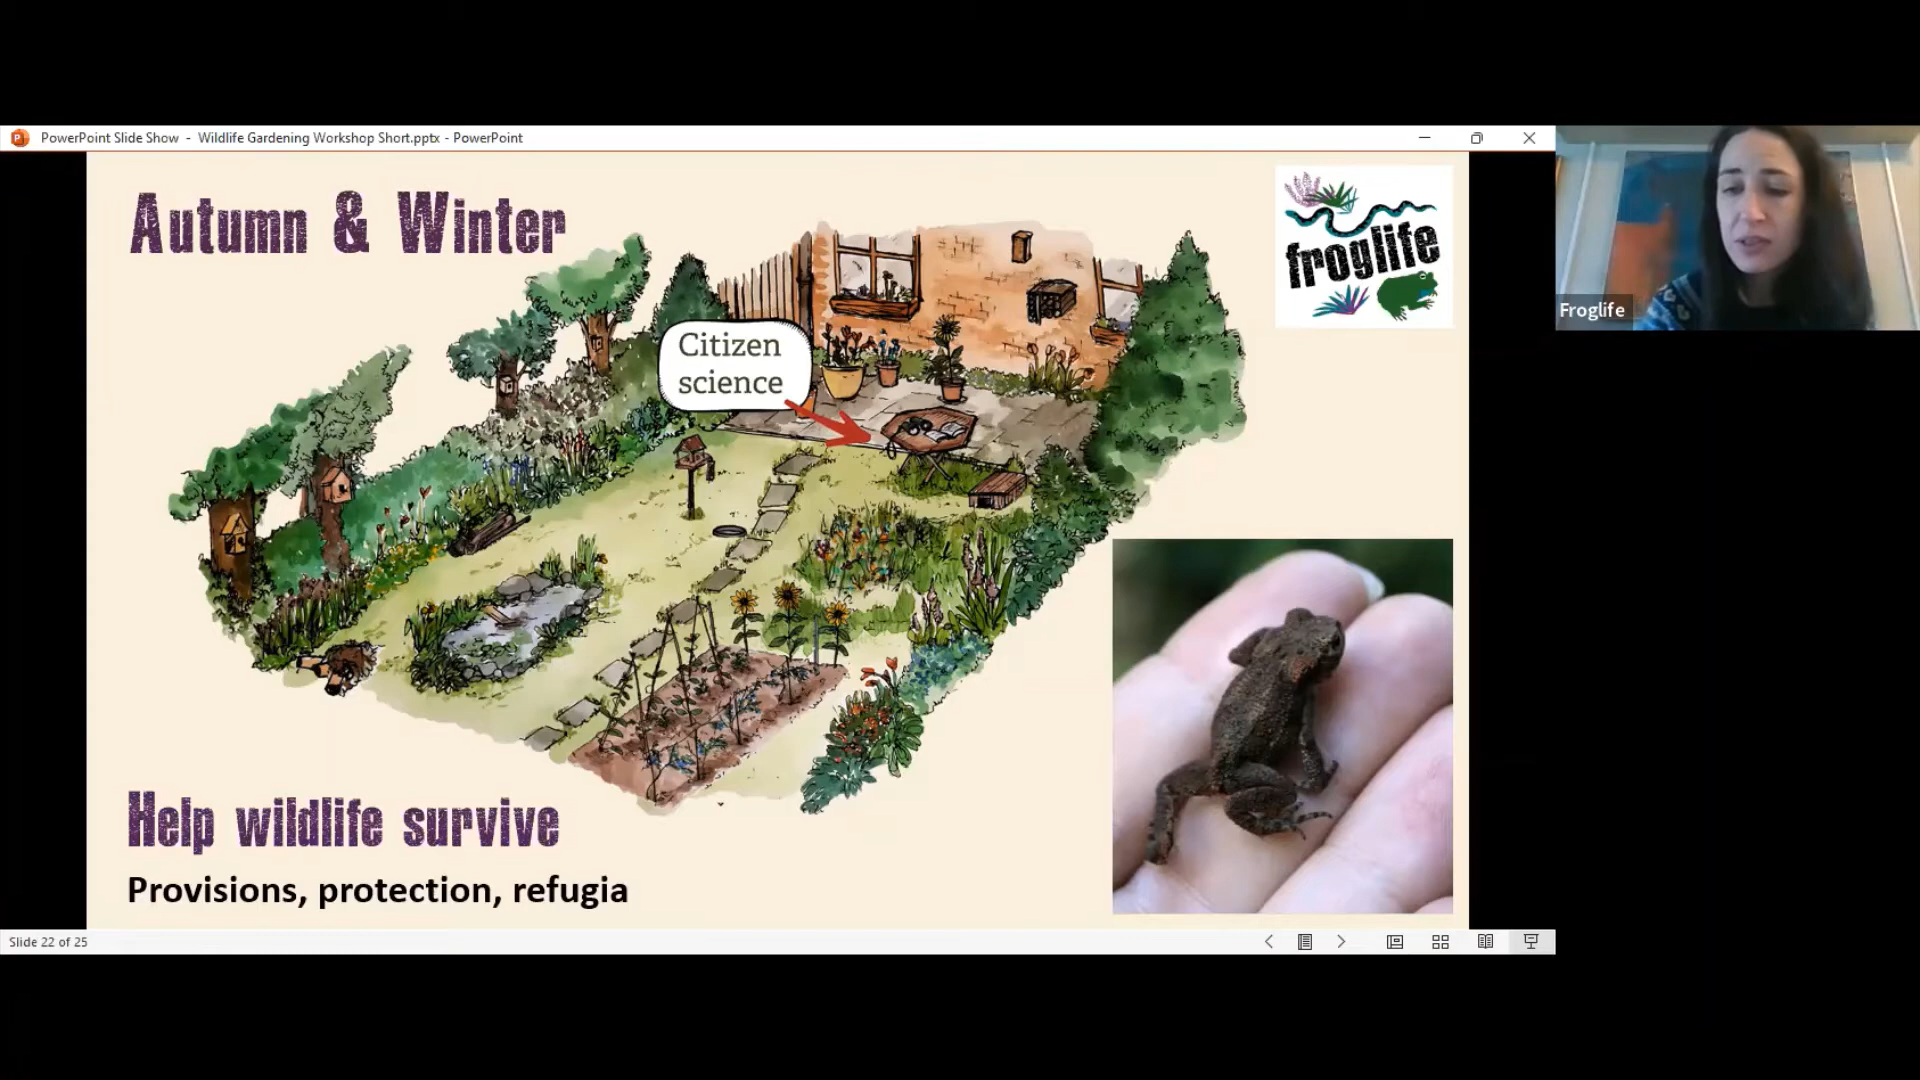 PowerPoint Slide Show - Wildlife Gardening Workshop Short.pptx - PowerPoint
Autumn & Winter
froglife
Froglife
Citizen
science
Help wildlife survive
Provisions, protection, refugia
Slide 22 of 25